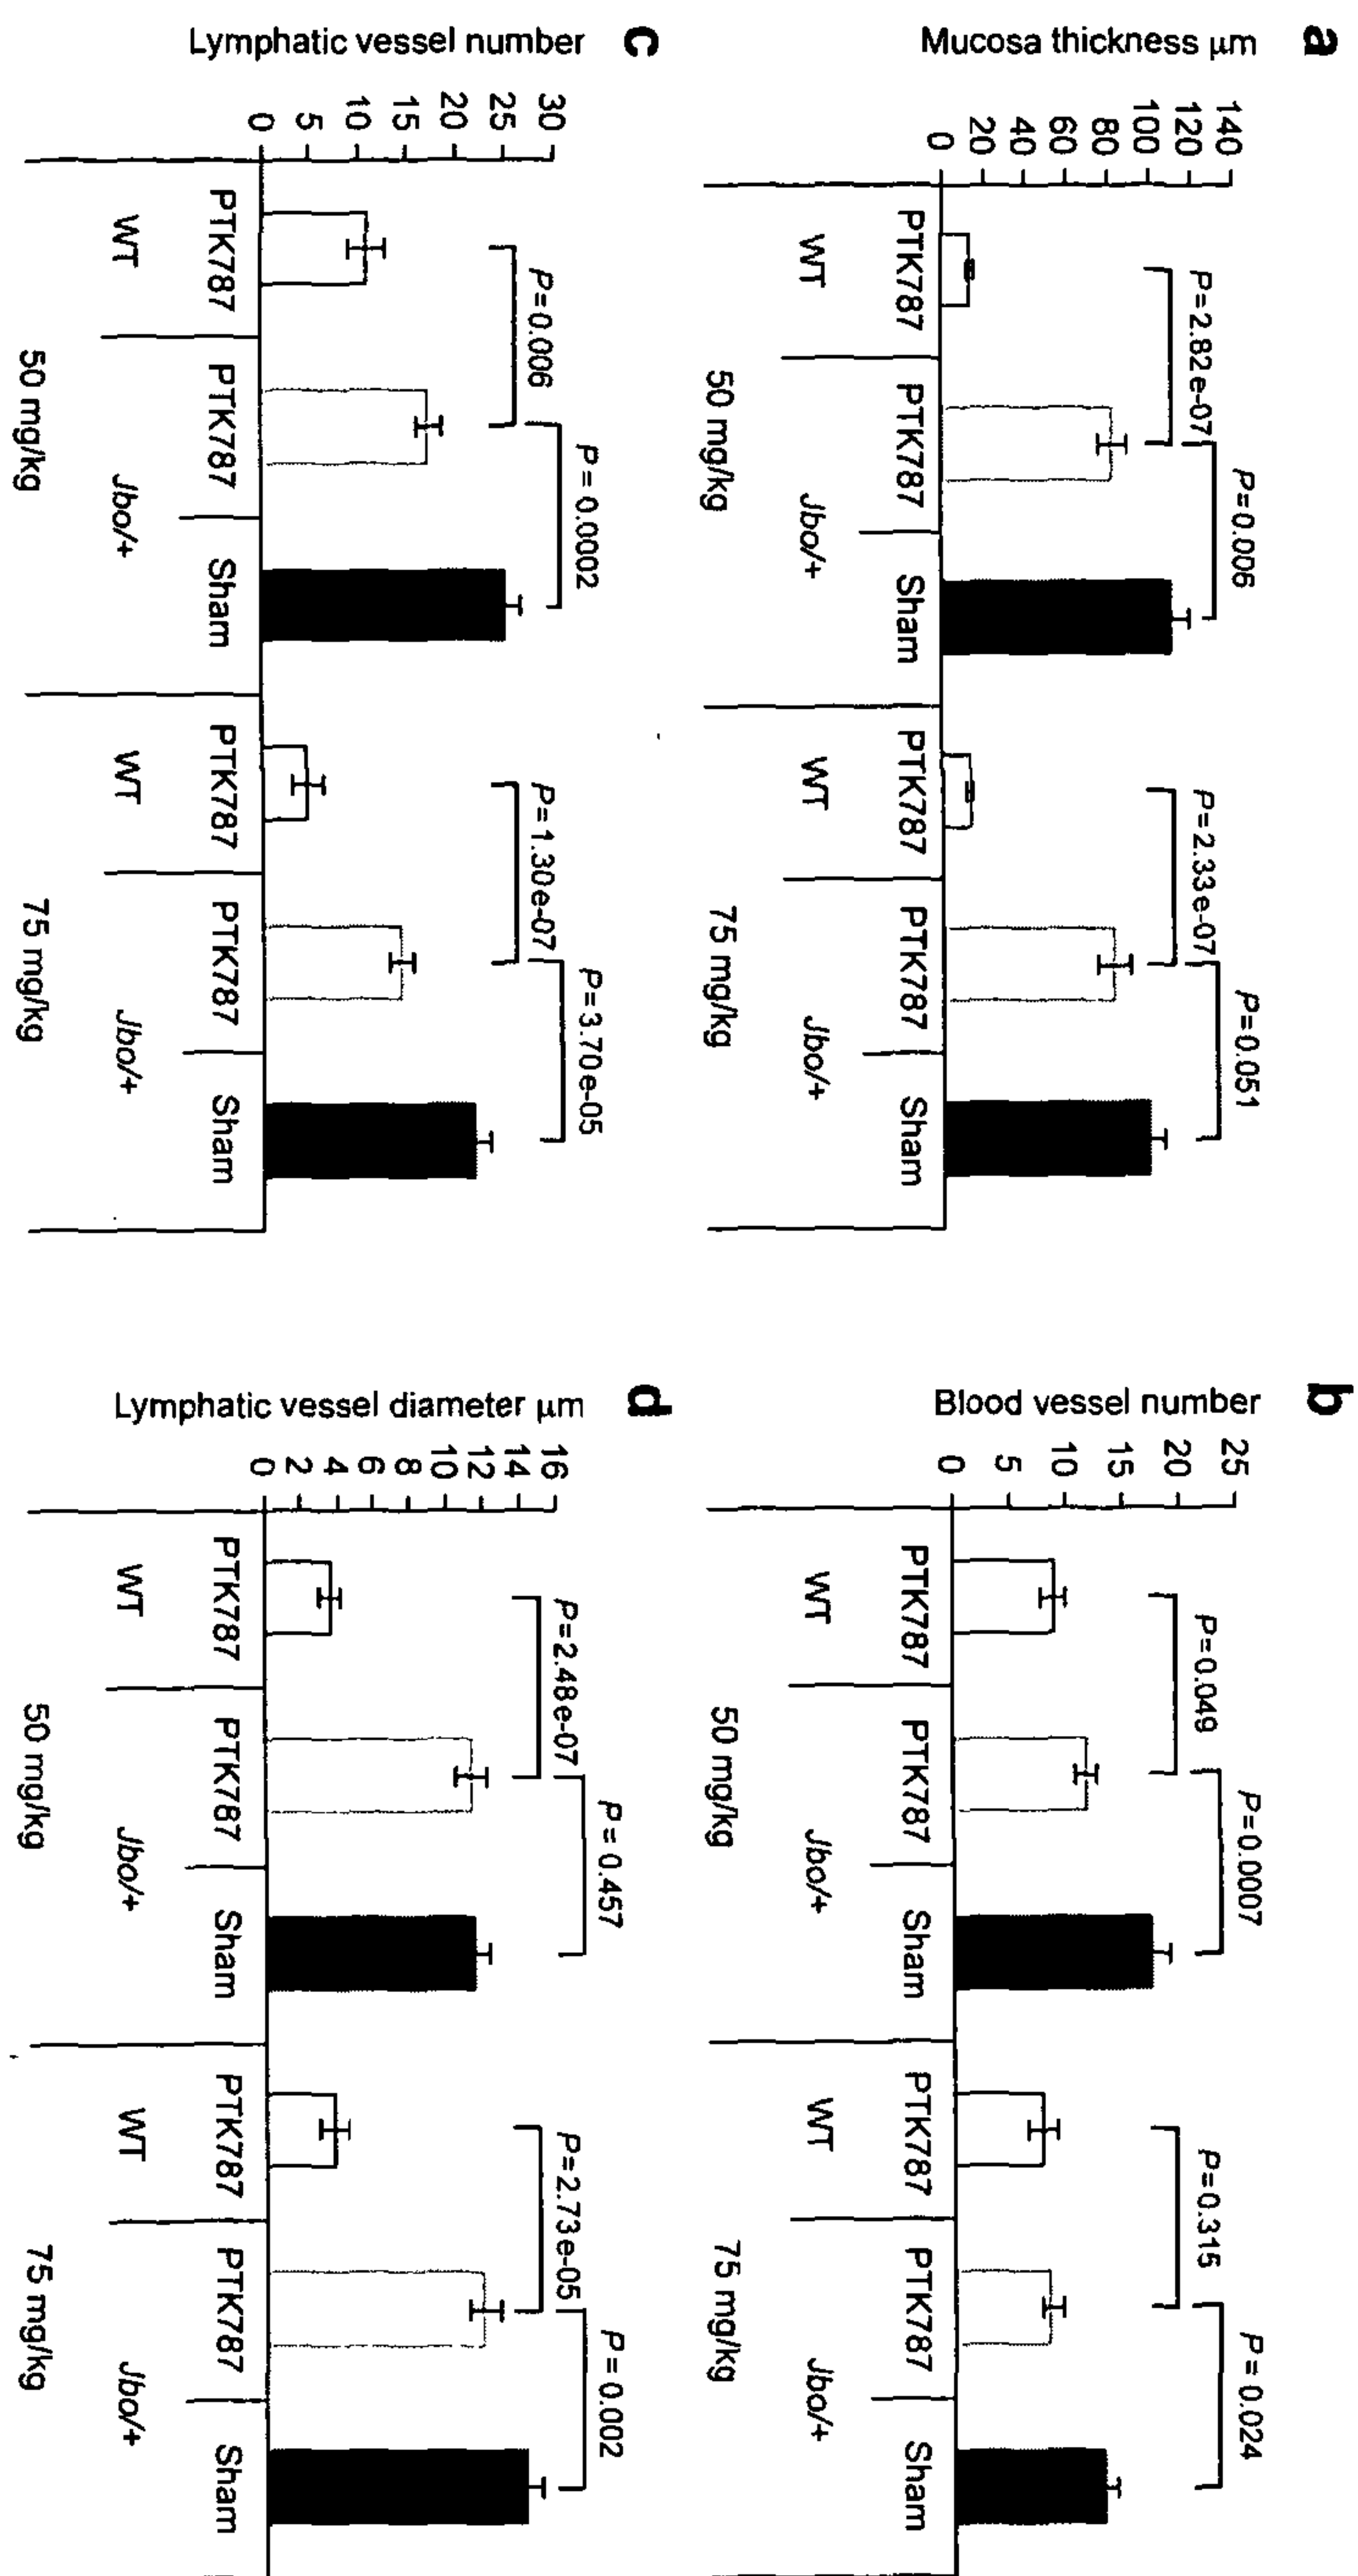 a
Mucosa thickness μm
140
120
100
80
60
40
20
0
P=2.82e-07
P=0.006
P=2.33e-07
P=0.051
PTK787 PTK787 Sham PTK787 PTK787 Sham
WT Jbo/+ WT Jbo/+
50 mg/kg 75 mg/kg
b
Blood vessel number
25
20
15
10
5
0
P=0.049
P=0.0007
P=0.315
P=0.024
PTK787 PTK787 Sham PTK787 PTK787 Sham
WT Jbo/+ WT Jbo/+
50 mg/kg 75 mg/kg
c
Lymphatic vessel number
30
25
20
15
10
5
0
P=0.006
P=0.0002
P=1.30e-07
P=3.70e-05
PTK787 PTK787 Sham PTK787 PTK787 Sham
WT Jbo/+ WT Jbo/+
50 mg/kg 75 mg/kg
d
Lymphatic vessel diameter μm
16
14
12
10
8
6
4
2
0
P=2.48e-07
P=0.457
P=2.73e-05
P=0.002
PTK787 PTK787 Sham PTK787 PTK787 Sham
WT Jbo/+ WT Jbo/+
50 mg/kg 75 mg/kg